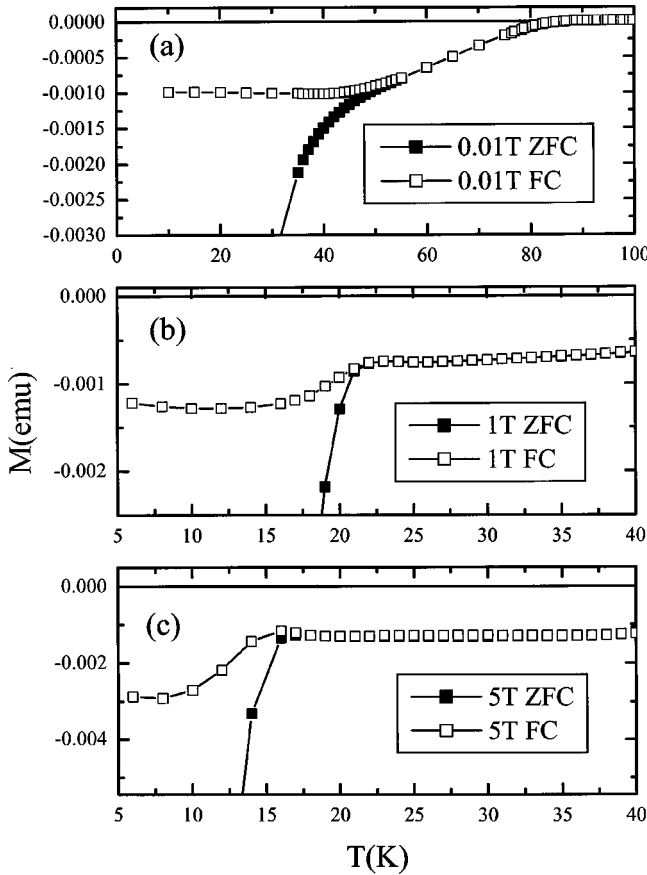 0.0000
-0.0005
-0.0010
-0.0015
-0.0020
-0.0025
-0.0030
(a)
0.01T ZFC
0.01T FC
0 20 40 60 80 100
0.000
-0.001
-0.002
(b)
1T ZFC
1T FC
5 10 15 20 25 30 35 40
M(emu)
0.000
-0.002
-0.004
(c)
5T ZFC
5T FC
5 10 15 20 25 30 35 40
T(K)